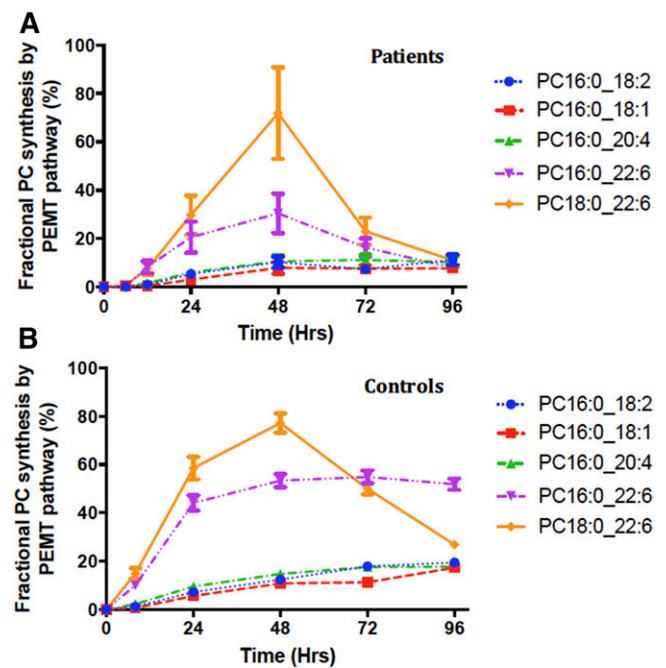 A
Patients
Fractional PC synthesis by
PEMT pathway (%)
100
80
60
40
20
0
0 24 48 72 96
Time (Hrs)
PC16:0_18:2
PC16:0_18:1
PC16:0_20:4
PC16:0_22:6
PC18:0_22:6
B
Controls
Fractional PC synthesis by
PEMT pathway (%)
100
80
60
40
20
0
0 24 48 72 96
Time (Hrs)
PC16:0_18:2
PC16:0_18:1
PC16:0_20:4
PC16:0_22:6
PC18:0_22:6